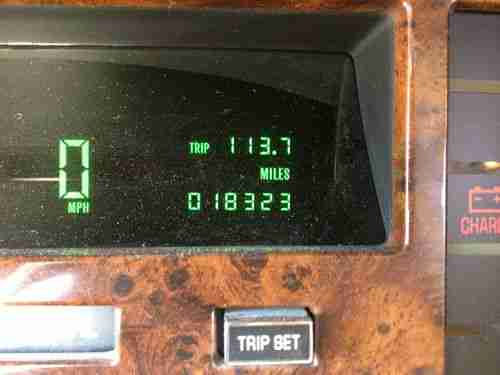 TRIP 113.7
MILES
0 MPH
018323
CHAR
TRIP SET